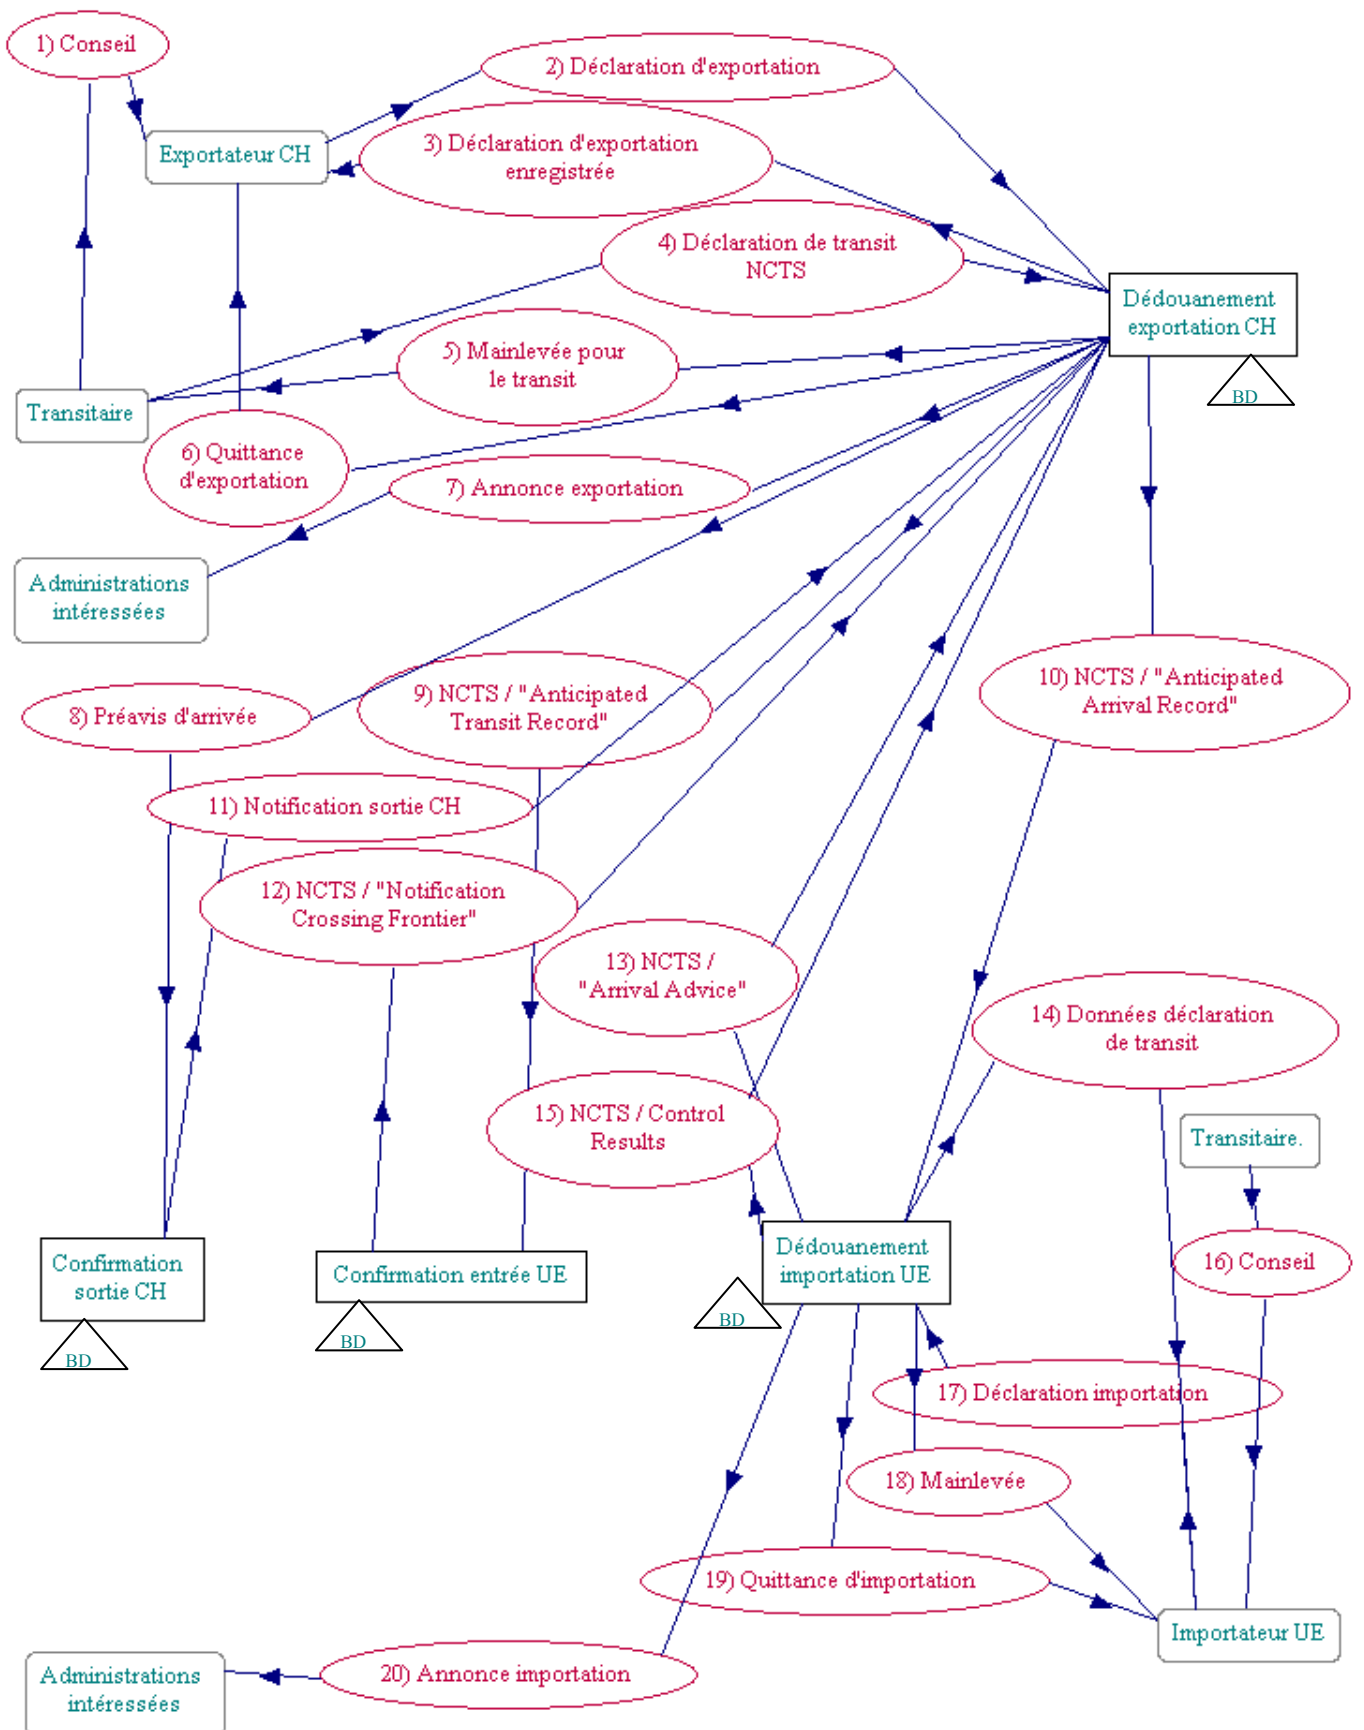 1) Conseil
2) Déclaration d'exportation
Exportateur CH
3) Déclaration d'exportation
enregistrée
4) Déclaration de transit
NCTS
Dédouanement
exportation CH
BD
5) Mainlevée pour
le transit
Transitaire
6) Quittance
d'exportation
7) Annonce exportation
Administrations
intéressées
8) Préavis d'arrivée
9) NCTS / "Anticipated
Transit Record"
10) NCTS / "Anticipated
Arrival Record"
11) Notification sortie CH
12) NCTS / "Notification
Crossing Frontier"
13) NCTS /
"Arrival Advice"
14) Données déclaration
de transit
15) NCTS / Control
Results
Transitaire.
Confirmation
sortie CH
BD
Confirmation entrée UE
BD
Dédouanement
importation UE
BD
16) Conseil
17) Déclaration importation
18) Mainlevée
19) Quittance d'importation
Importateur UE
20) Annonce importation
Administrations
intéressées